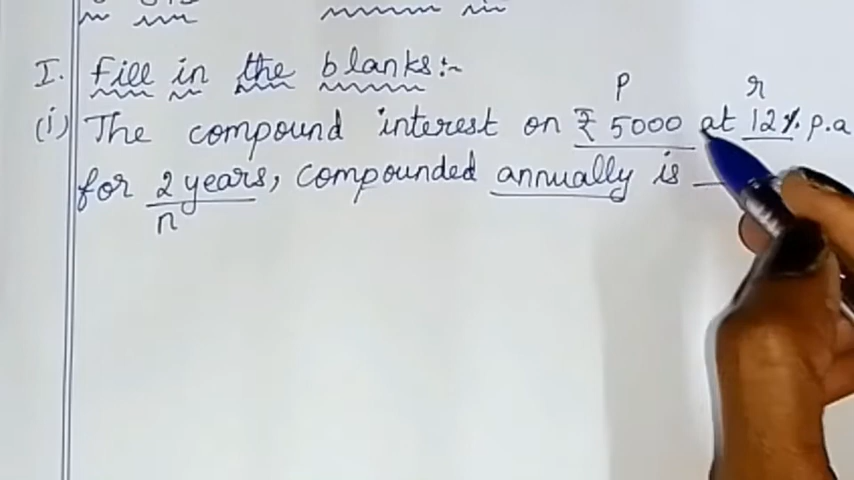 I. Fill in the blanks:-
P r
(i) The compound interest on ₹ 5000 at 12% p.a
for 2 years, compounded annually is
n